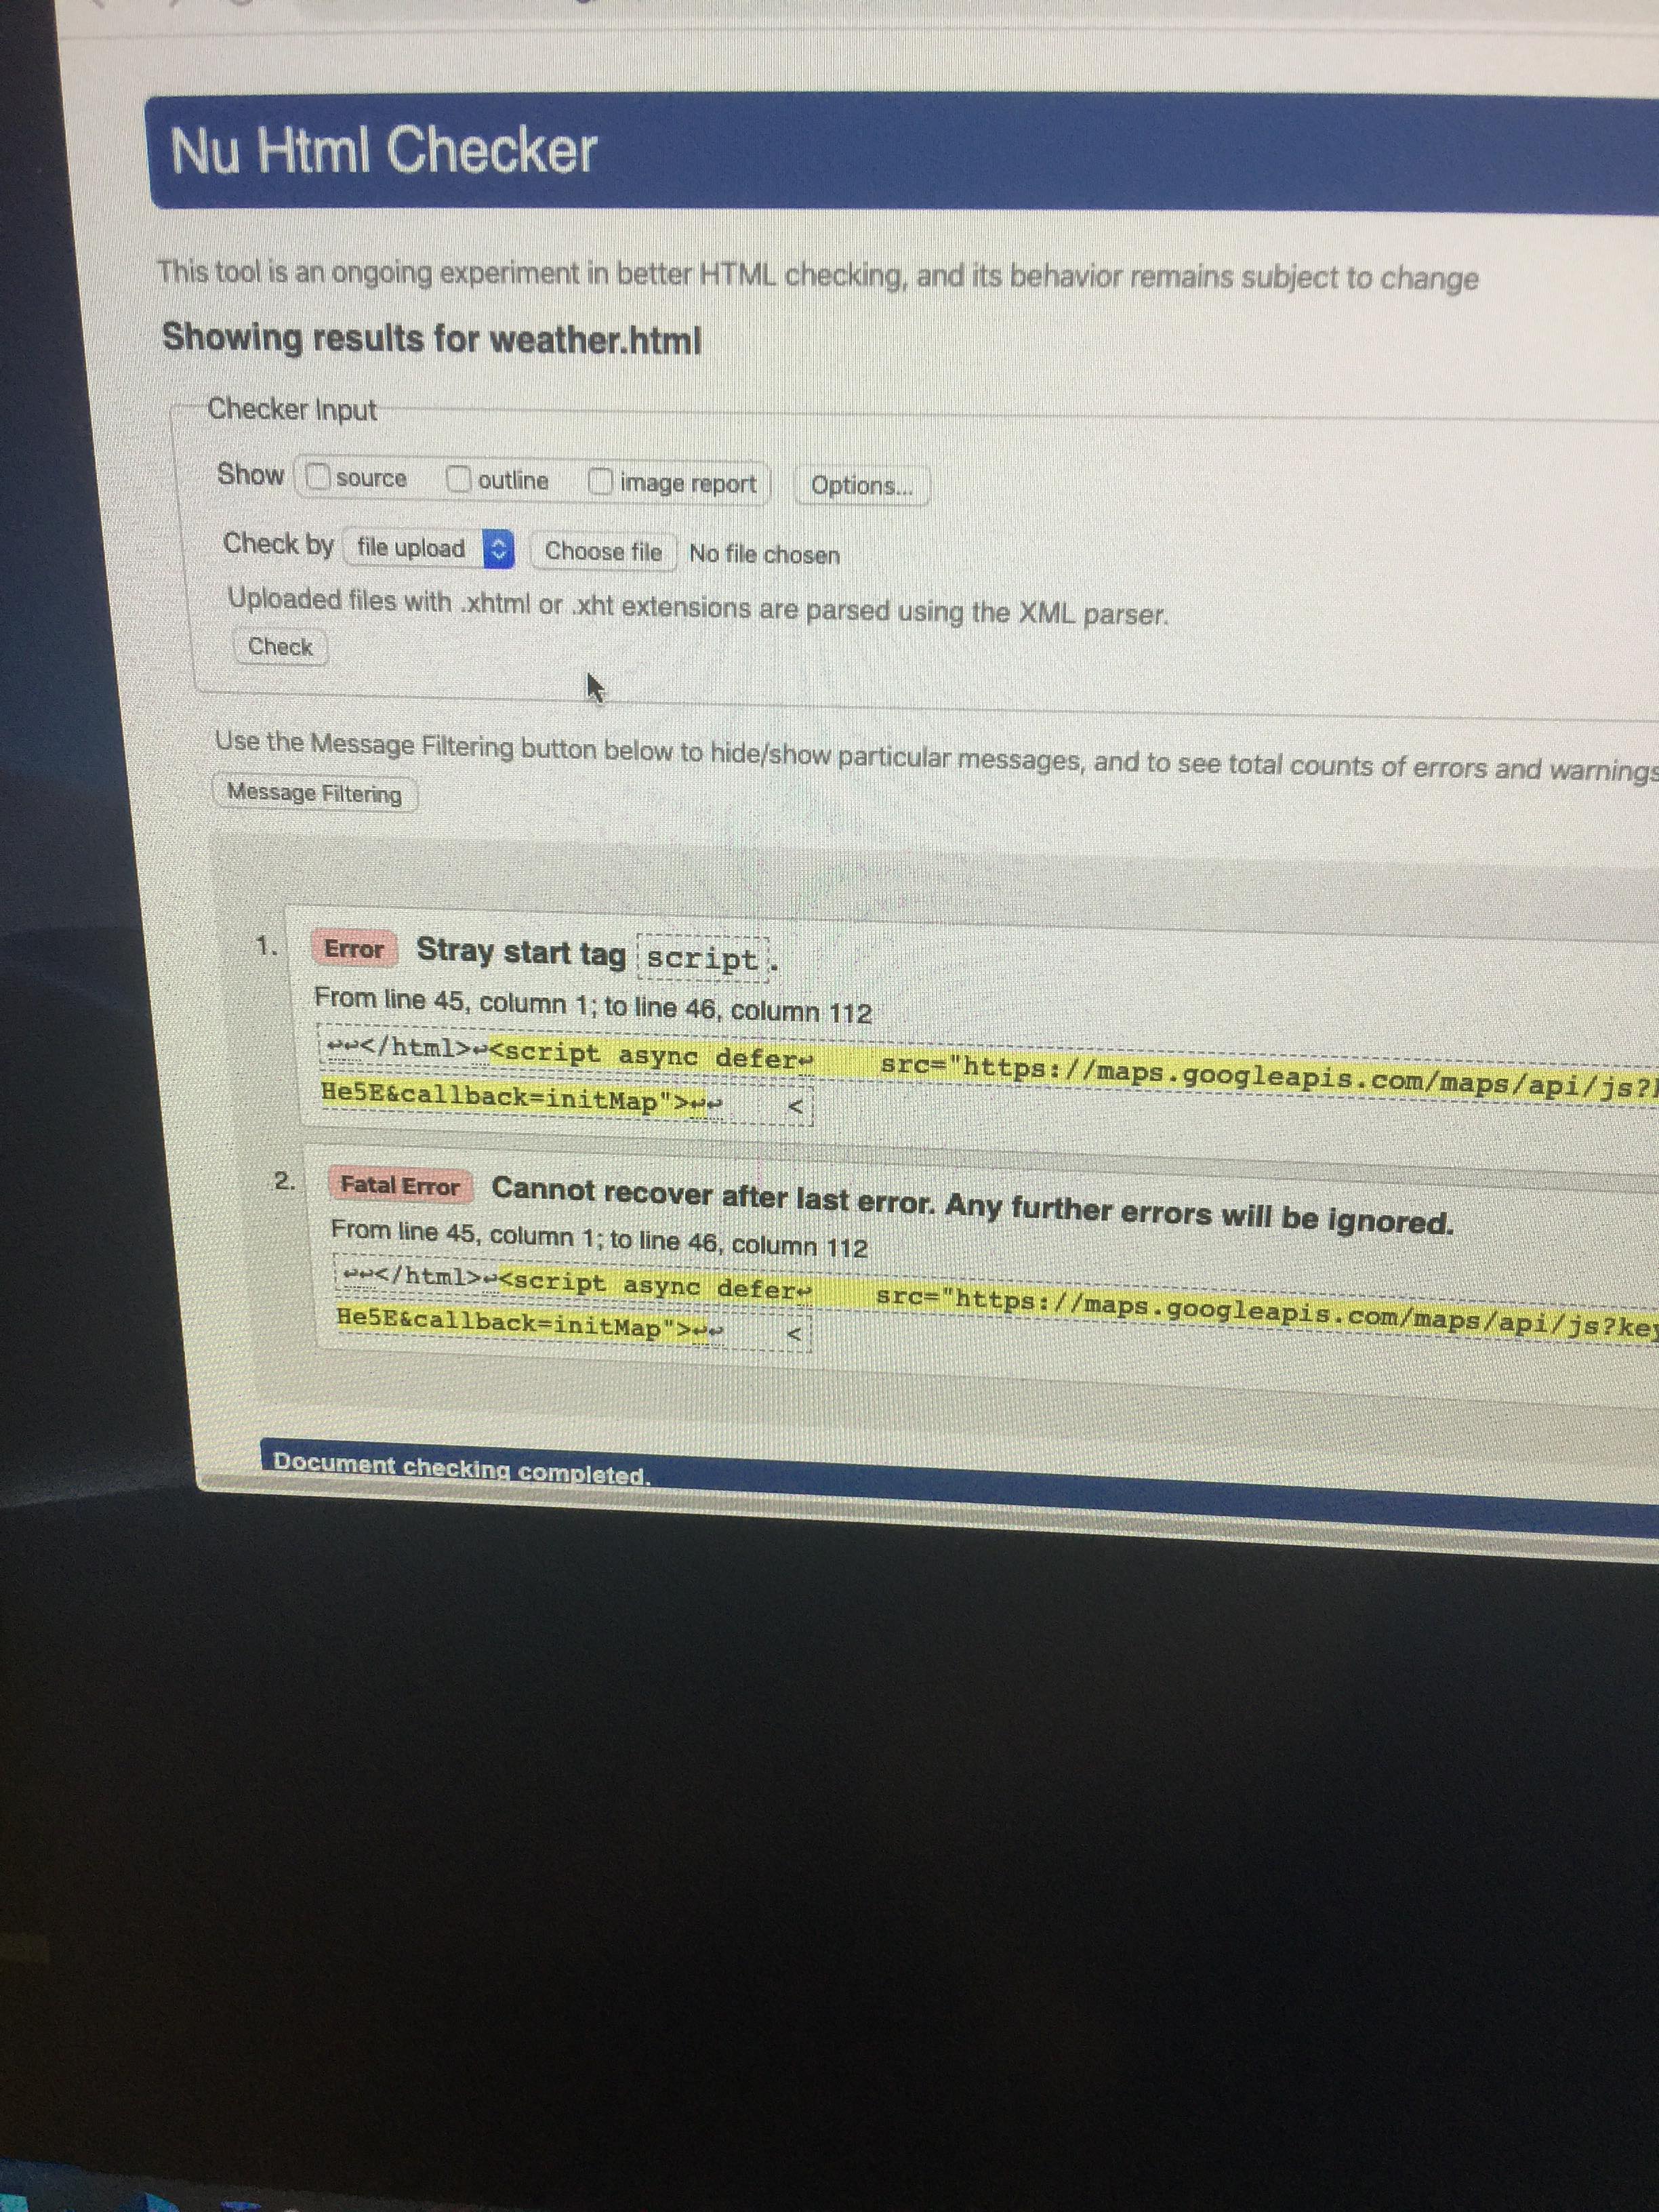 Nu Html Checker
This tool is an ongoing experiment in better HTML checking, and its behavior remains subject to change
Showing results for weather.html
Checker Input
Show source outline image report Options...
Check by file upload Choose file No file chosen
Uploaded files with .xhtml or .xht extensions are parsed using the XML parser.
Check
Use the Message Filtering button below to hide/show particular messages, and to see total counts of errors and warnings
Message Filtering
1. Error Stray start tag script.
From line 45, column 1; to line 46, column 112
↩↩</html>↩<script async defer↩ src="https://maps.googleapis.com/maps/api/js?
He5E&callback=initMap">↩↩ <
2. Fatal Error Cannot recover after last error. Any further errors will be ignored.
From line 45, column 1; to line 46, column 112
↩↩</html>↩<script async defer↩ src="https://maps.googleapis.com/maps/api/js?key
He5E&callback=initMap">↩↩ <
Document checking completed.